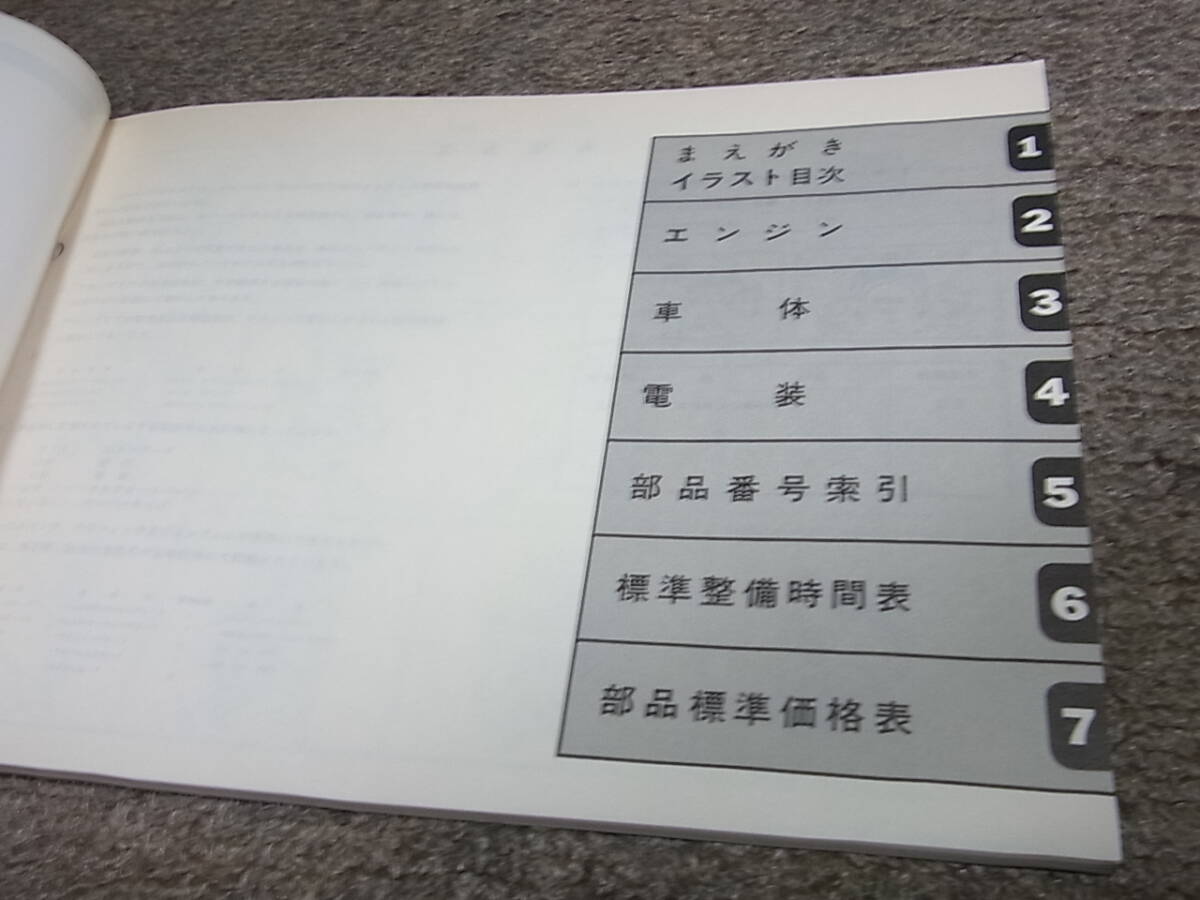 まえがき
イラスト目次 1
エンジン 2
車体 3
電装 4
部品番号索引 5
標準整備時間表 6
部品標準価格表 7